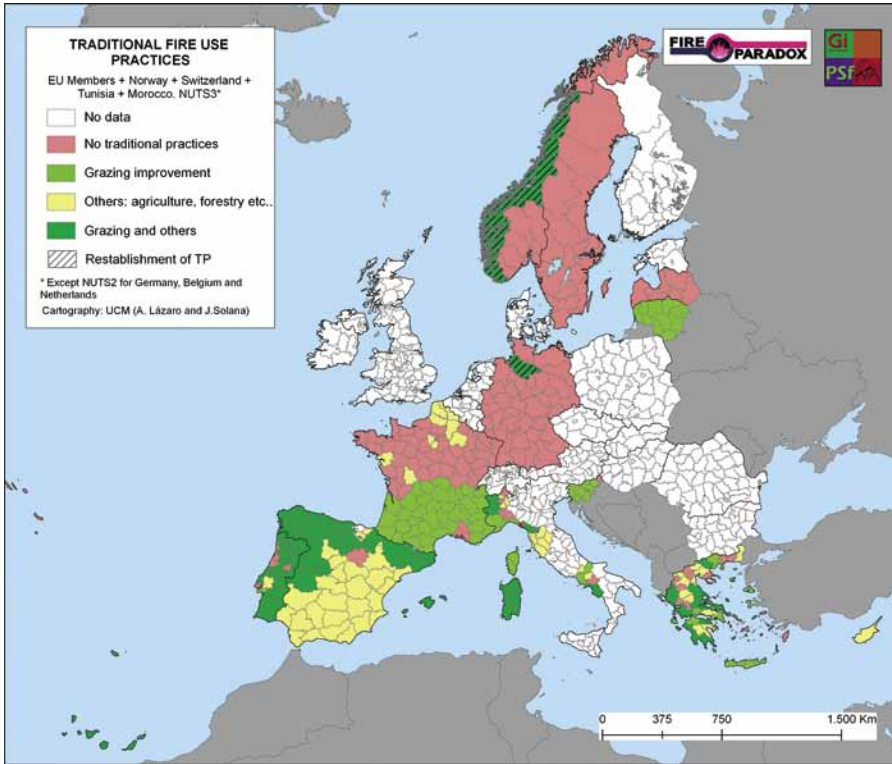 TRADITIONAL FIRE USE
PRACTICES
EU Members + Norway + Switzerland +
Tunisia + Morocco. NUTS3*
No data
No traditional practices
Grazing improvement
Others: agriculture, forestry etc..
Grazing and others
Restablishment of TP
* Except NUTS2 for Germany, Belgium and
Netherlands
Cartography: UCM (A. Lázaro and J.Solana)
FIRE
PARADOX
Gi
PSf
0 375 750 1.500 Km